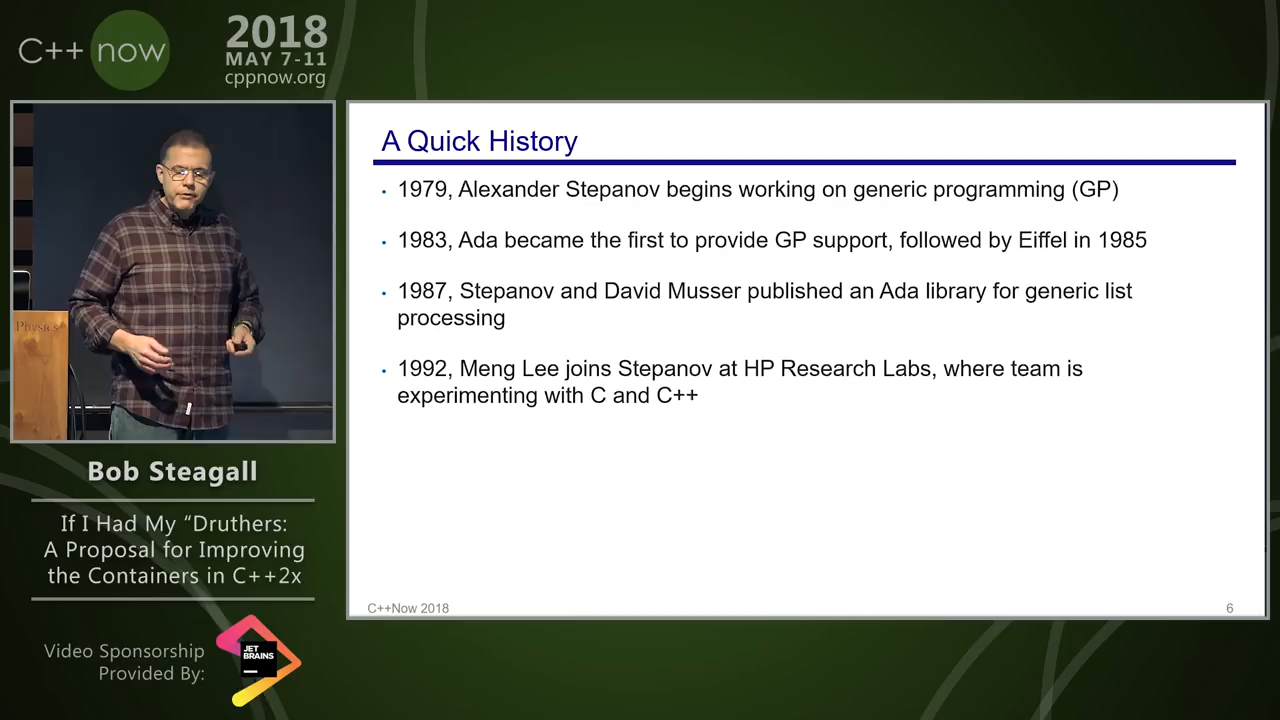 C++ now
2018
MAY 7-11
cppnow.org
Physics
Bob Steagall
If I Had My “Druthers:
A Proposal for Improving
the Containers in C++2x
Video Sponsorship
Provided By:
JET
BRAINS
A Quick History
• 1979, Alexander Stepanov begins working on generic programming (GP)
• 1983, Ada became the first to provide GP support, followed by Eiffel in 1985
• 1987, Stepanov and David Musser published an Ada library for generic list
processing
• 1992, Meng Lee joins Stepanov at HP Research Labs, where team is
experimenting with C and C++
C++Now 2018
6